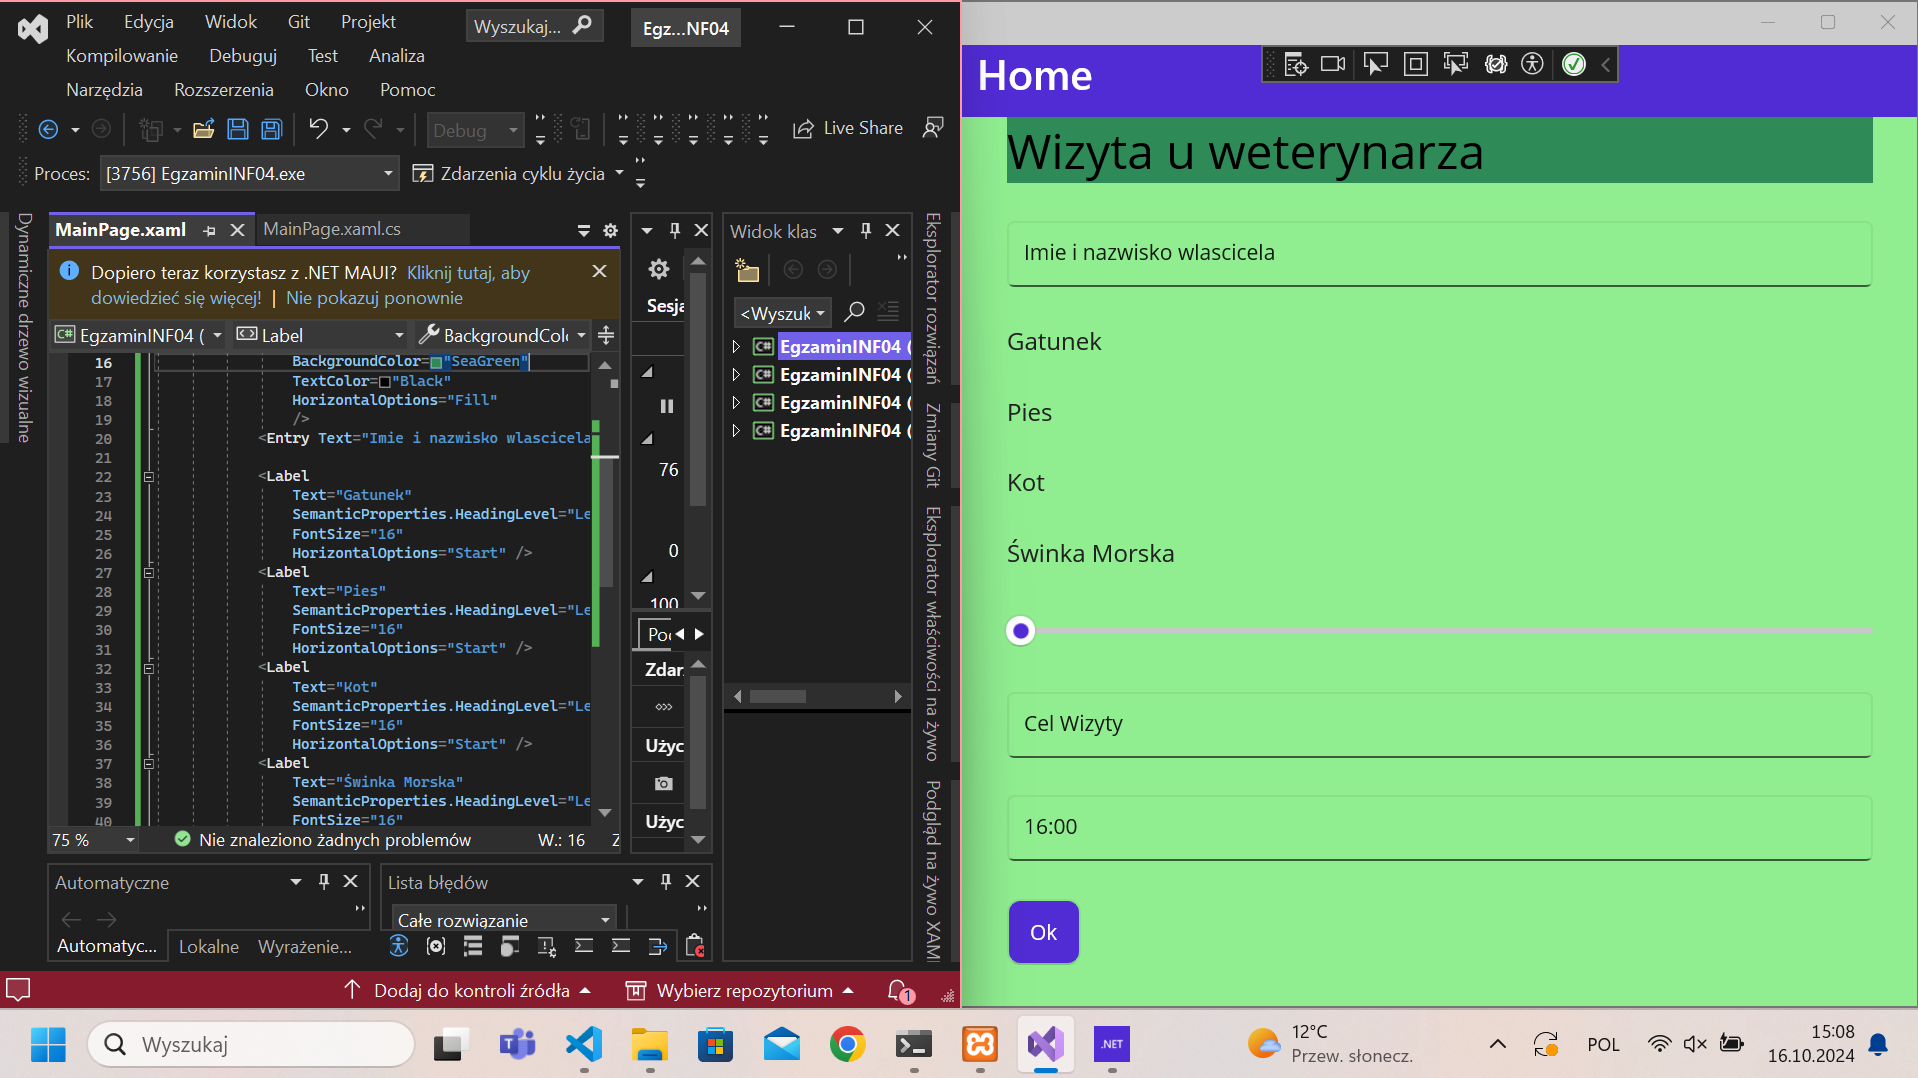 Plik Edycja Widok Git Projekt
Wyszukaj...
Egz...NF04
Kompilowanie Debuguj Test Analiza
Narzędzia Rozszerzenia Okno Pomoc
Debug
Live Share
Proces: [3756] EgzaminINF04.exe
Zdarzenia cyklu życia
Dynamiczne drzewo wizualne
MainPage.xaml
MainPage.xaml.cs
Dopiero teraz korzystasz z .NET MAUI? Kliknij tutaj, aby
dowiedzieć się więcej! | Nie pokazuj ponownie
EgzaminINF04 (
Label
BackgroundCol
16 BackgroundColor="SeaGreen"
17 TextColor="Black"
18 HorizontalOptions="Fill"
19 />
20 <Entry Text="Imie i nazwisko wlascicela
21
22 <Label
23 Text="Gatunek"
24 SemanticProperties.HeadingLevel="Le
25 FontSize="16"
26 HorizontalOptions="Start" />
27 <Label
28 Text="Pies"
29 SemanticProperties.HeadingLevel="Le
30 FontSize="16"
31 HorizontalOptions="Start" />
32 <Label
33 Text="Kot"
34 SemanticProperties.HeadingLevel="Le
35 FontSize="16"
36 HorizontalOptions="Start" />
37 <Label
38 Text="Świnka Morska"
39 SemanticProperties.HeadingLevel="Le
40 FontSize="16"
75 %
Nie znaleziono żadnych problemów
W.: 16
Z
Sesja
76
0
100
Zdar
Użyc
Użyc
Widok klas
<Wyszuk
EgzaminINF04 (
EgzaminINF04 (
EgzaminINF04 (
EgzaminINF04 (
Eksplorator rozwiązań
Zmiany Git
Eksplorator właściwości na żywo
Podgląd na żywo XAML
Automatyczne
Automatyc... Lokalne Wyrażenie...
Lista błędów
Całe rozwiązanie
Dodaj do kontroli źródła
Wybierz repozytorium
1
Home
Wizyta u weterynarza
Imie i nazwisko wlascicela
Gatunek
Pies
Kot
Świnka Morska
Cel Wizyty
16:00
Ok
Wyszukaj
.NET
12°C
Przew. słonecz.
POL
15:08
16.10.2024